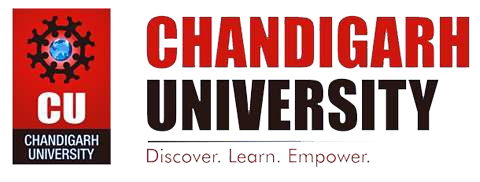 CU
CHANDIGARH
UNIVERSITY
CHANDIGARH
UNIVERSITY
Discover. Learn. Empower.